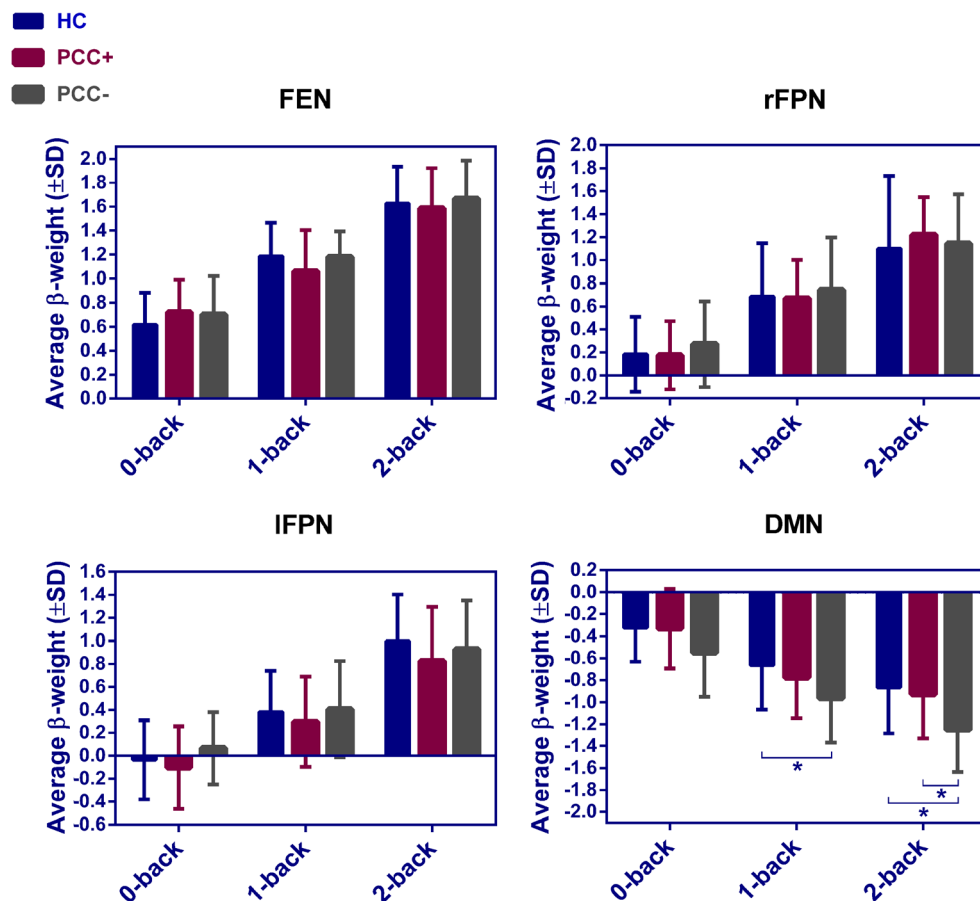 HC
PCC+
PCC-
FEN
Average β-weight (±SD)
2.0
1.8
1.6
1.4
1.2
1.0
0.8
0.6
0.4
0.2
0.0
0-back
1-back
2-back
rFPN
Average β-weight (±SD)
2.0
1.8
1.6
1.4
1.2
1.0
0.8
0.6
0.4
0.2
0.0
-0.2
0-back
1-back
2-back
lFPN
Average β-weight (±SD)
1.6
1.4
1.2
1.0
0.8
0.6
0.4
0.2
0.0
-0.2
-0.4
-0.6
0-back
1-back
2-back
DMN
Average β-weight (±SD)
0.2
0.0
-0.2
-0.4
-0.6
-0.8
-1.0
-1.2
-1.4
-1.6
-1.8
-2.0
*
*
*
0-back
1-back
2-back